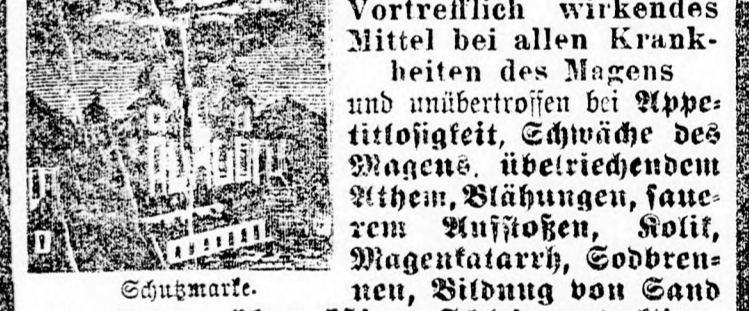 Vortrefflich wirkendes
Mittel bei allen Krank-
heiten des Magens
und unübertroffen bei Appe-
titlosigkeit, Schwäche des
Magens, übelriechendem
Athem, Blähungen, saue-
rem Aufstoßen, Kolik,
Magenkatarrh, Sodbren-
nen, Bildung von Sand
Schutzmarke.